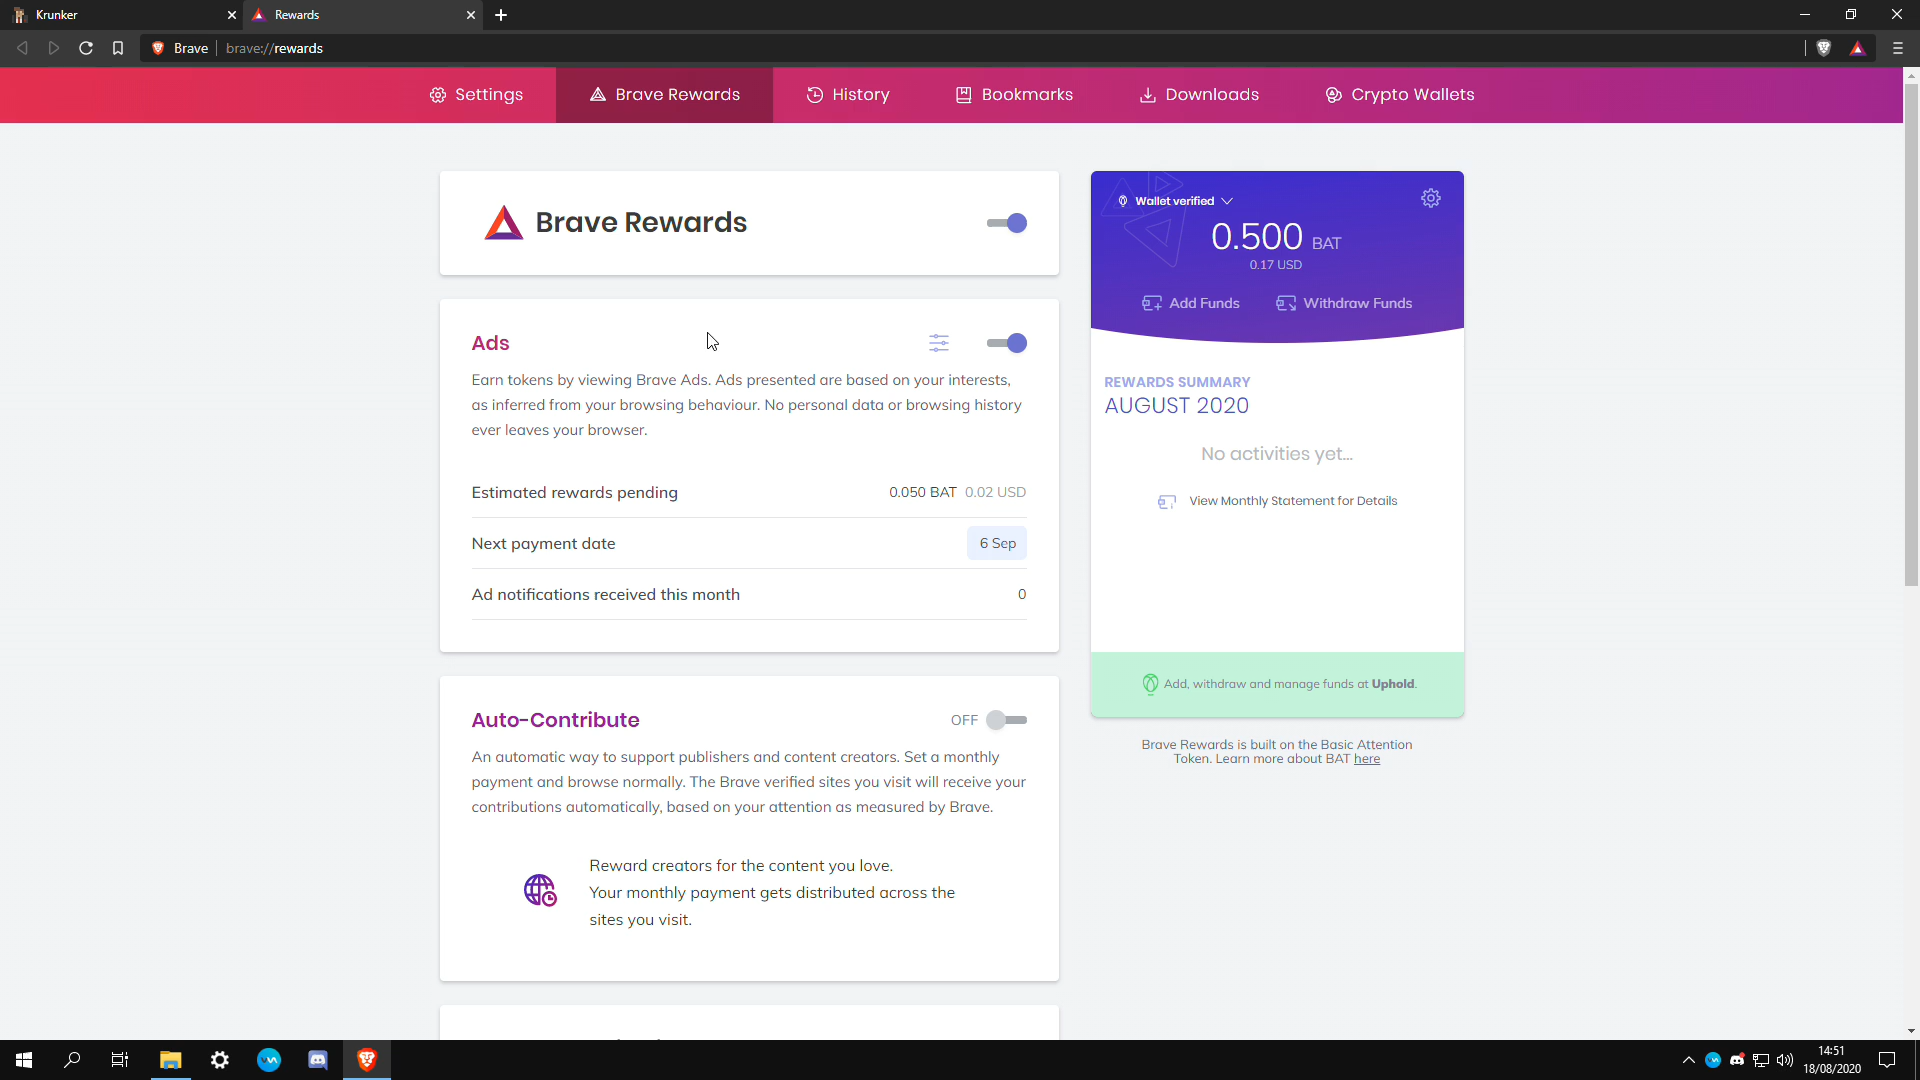 Krunker
Rewards
Brave
brave://rewards
Settings
Brave Rewards
History
Bookmarks
Downloads
Crypto Wallets
Brave Rewards
Ads
Earn tokens by viewing Brave Ads. Ads presented are based on your interests,
as inferred from your browsing behaviour. No personal data or browsing history
ever leaves your browser.
Estimated rewards pending 0.050 BAT 0.02 USD
Next payment date 6 Sep
Ad notifications received this month 0
Auto-Contribute OFF
An automatic way to support publishers and content creators. Set a monthly
payment and browse normally. The Brave verified sites you visit will receive your
contributions automatically, based on your attention as measured by Brave.
Reward creators for the content you love.
Your monthly payment gets distributed across the
sites you visit.
Wallet verified
0.500 BAT
0.17 USD
Add Funds
Withdraw Funds
REWARDS SUMMARY
AUGUST 2020
No activities yet...
View Monthly Statement for Details
Add, withdraw and manage funds at Uphold.
Brave Rewards is built on the Basic Attention
Token. Learn more about BAT here
14:51
18/08/2020